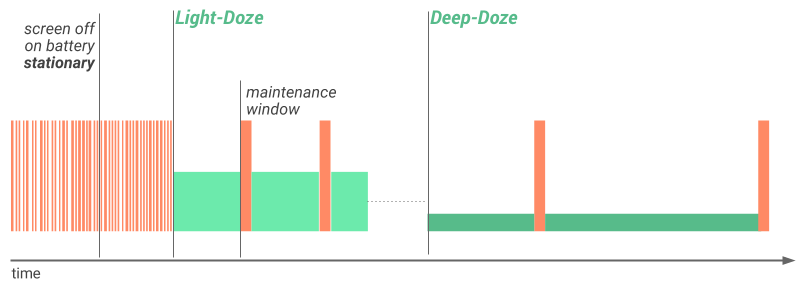 screen off
on battery
stationary
Light-Doze
maintenance
window
Deep-Doze
time